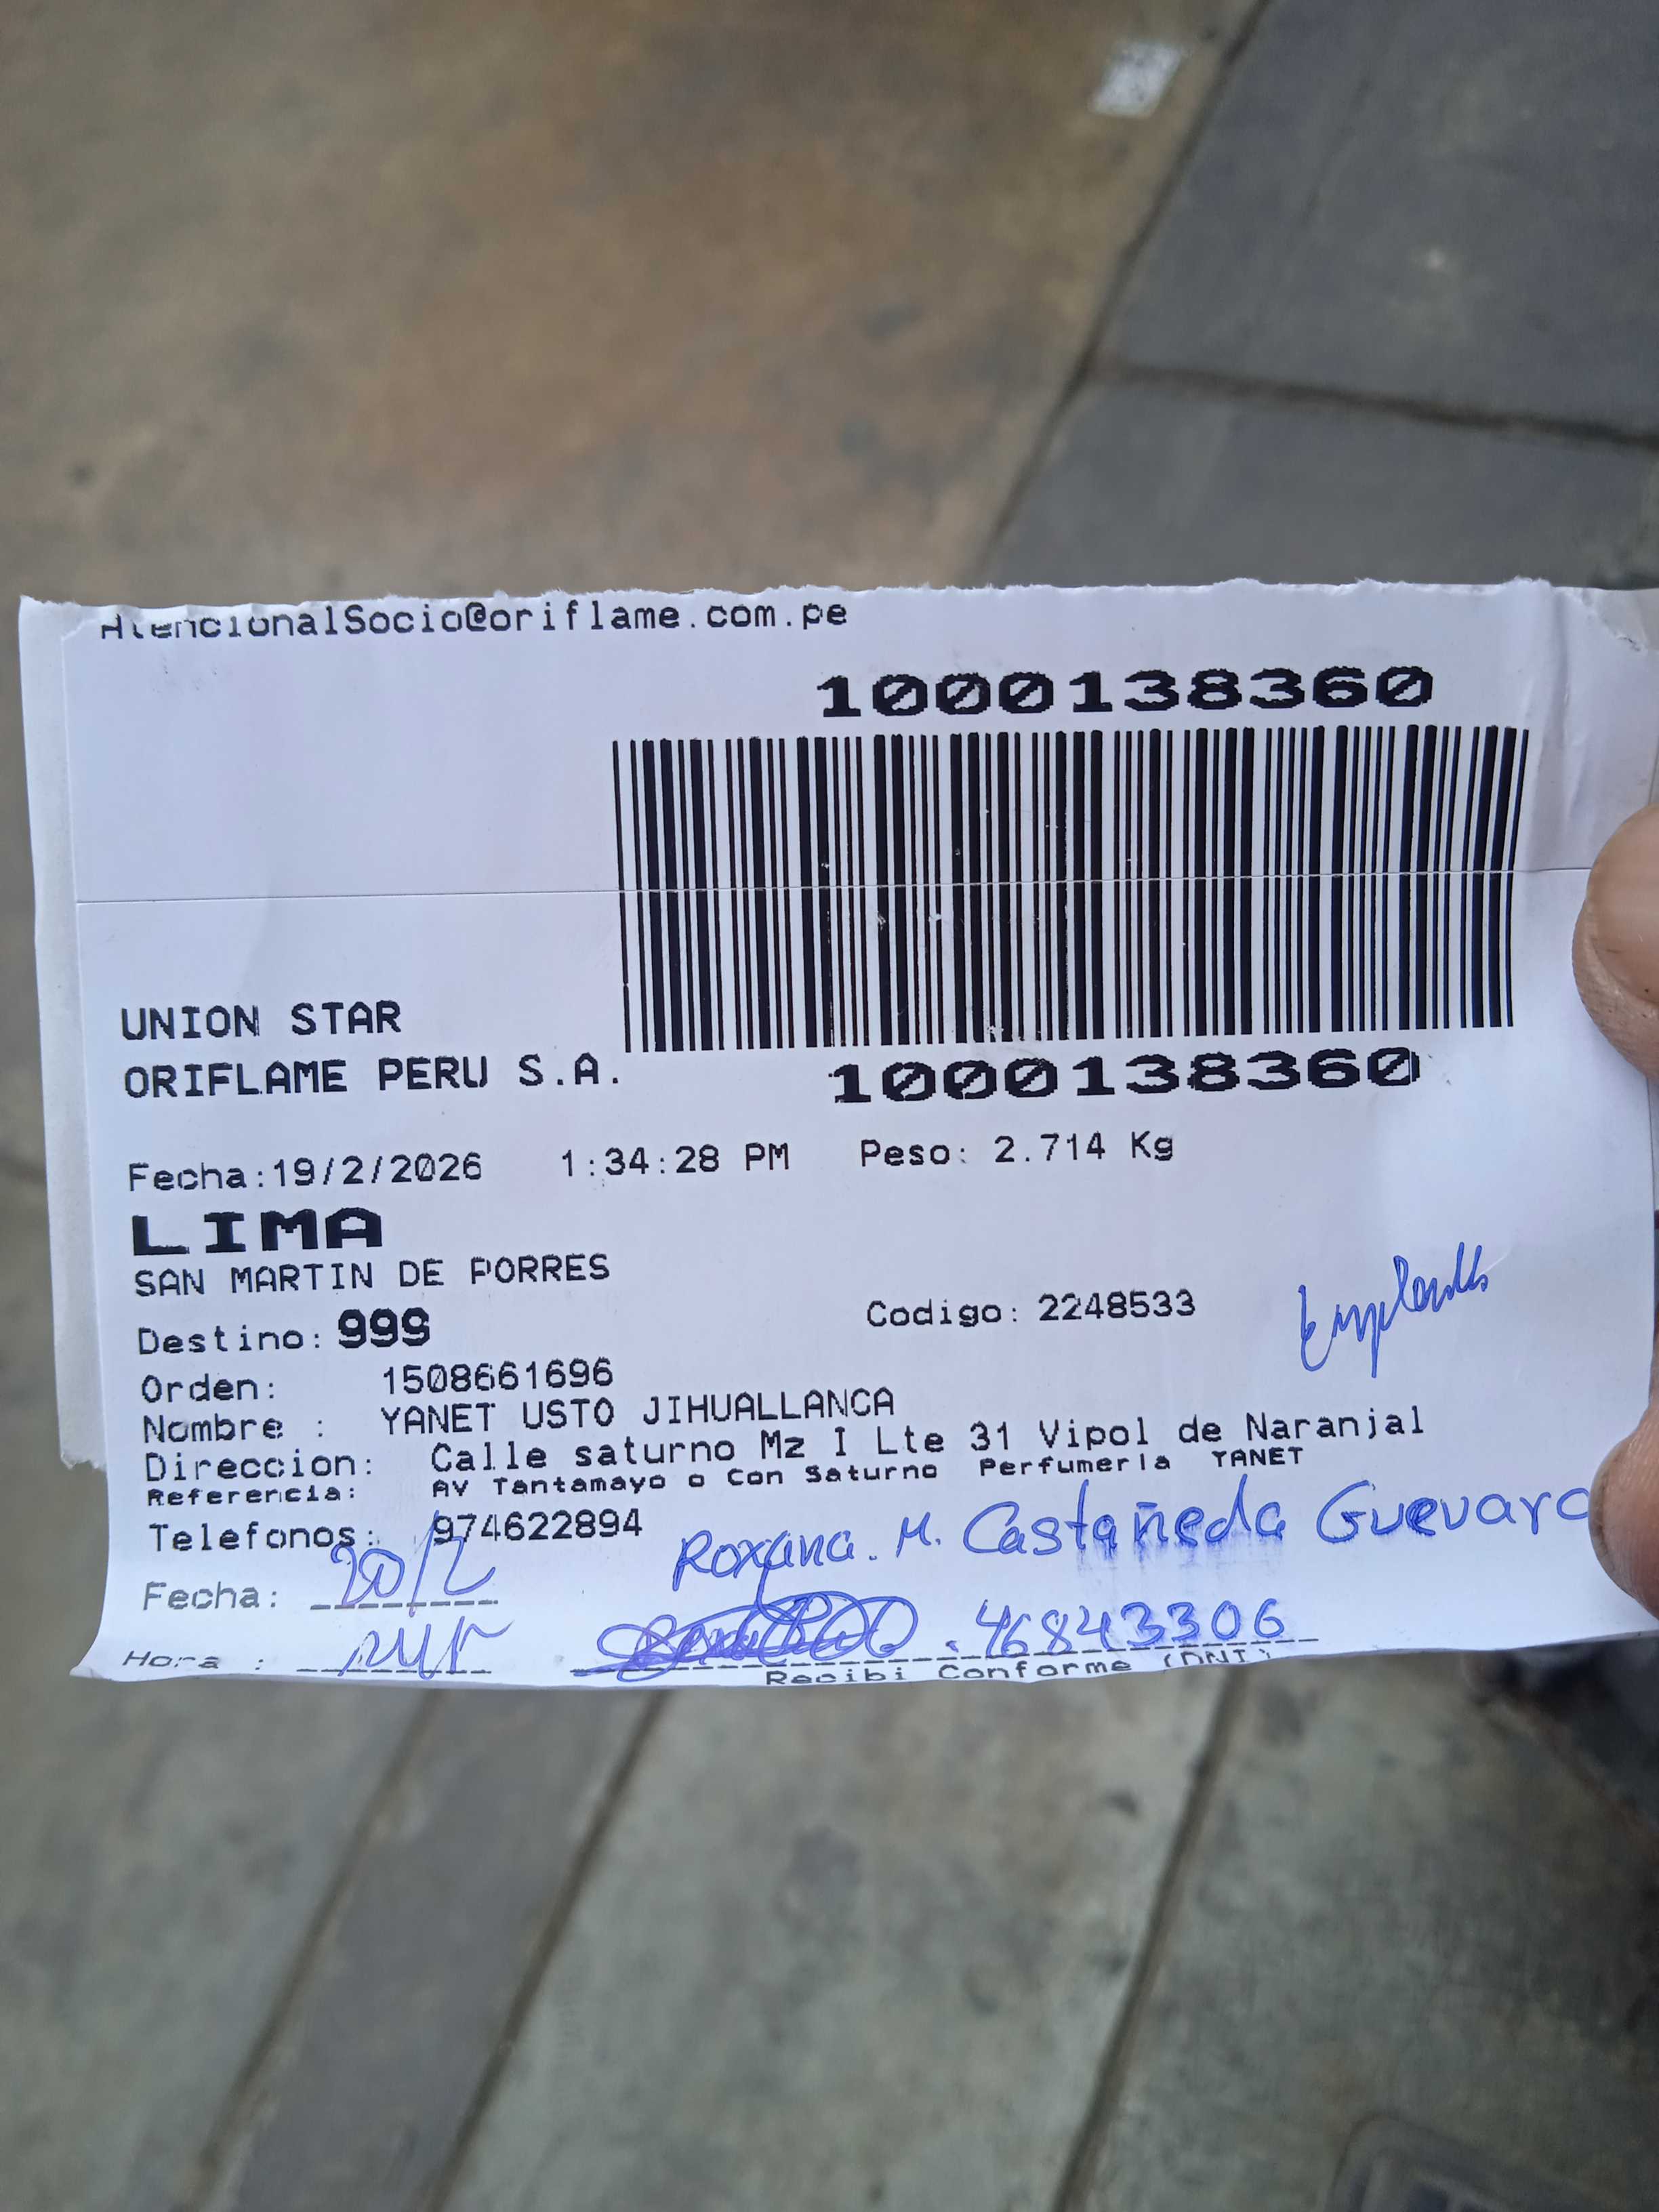 AtencionalSocio@oriflame.com.pe
1000138360
UNION STAR
ORIFLAME PERU S.A.
1000138360
Fecha:19/2/2026 1:34:28 PM Peso: 2.714 Kg
LIMA
SAN MARTIN DE PORRES
Destino: 999 Codigo: 2248533
Orden: 1508661696
Nombre : YANET USTO JIHUALLANCA
Direccion: Calle saturno Mz I Lte 31 Vipol de Naranjal
Referencia: AV Tantamayo o Con Saturno Perfumeria YANET
Telefonos: 974622894
Roxana. M. Castañeda Guevara
Fecha: 20/2
Hora : . 46843306
Recibi Conforme (DNI)